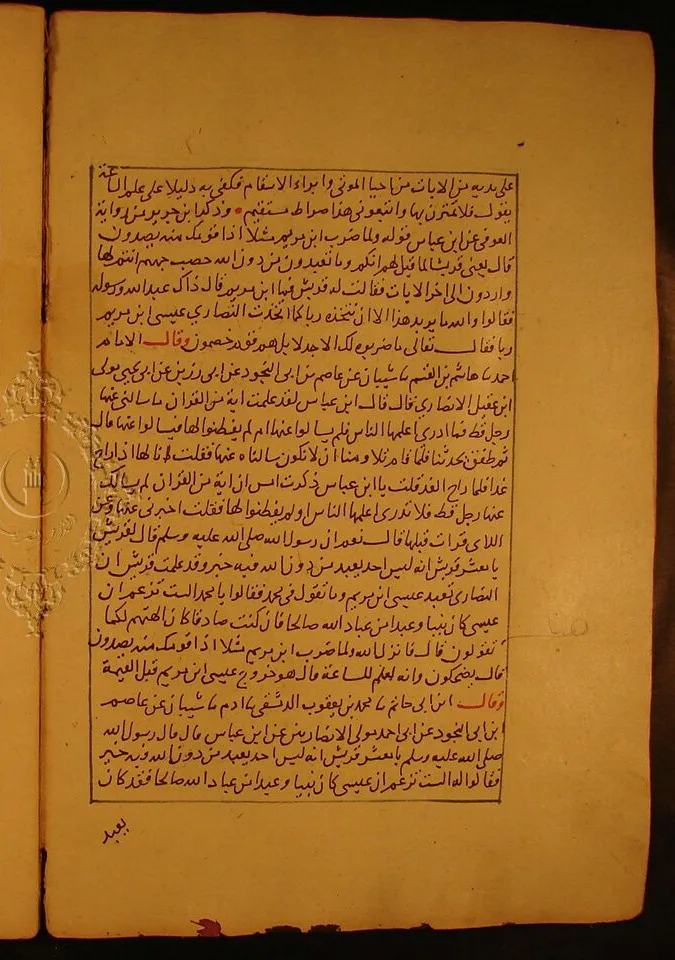 على يديه من الايات من احيا الموتى وابراء الاسقام فكفى به دليلا على علم الساعة
يقول فلا تمترن بها واتبعوني هذا صراط مستقيم وذكر ابن جرير من رواية
العوفي عن ابن عباس قوله ولما ضرب ابن مريم مثلا اذا قومك منه يصدون
قال يعني قريشا لما قيل لهم انكم وما تعبدون من دون الله حصب جهنم انتم لها
واردون الى اخر الايات فقالت له قريش فما ابن مريم قال ذاك عبد الله ورسوله
فقالوا والله ما يريد هذا الا ان نتخذه ربا كما اتخذت النصارى عيسى ابن مريم
ربا فقال تعالى ما ضربوه لك الا جدلا بل هم قوم خصمون وقال الامام
احمد ثنا هاشم بن القسم ثنا شيبان عن عاصم بن ابي النجود عن ابي رزين عن ابي يحيى مولى
ابن عقيل الانصاري قال قال ابن عباس لقد علمت اية من القران ما سالني عنها
رجل قط فما ادري اعلمها الناس فلم يسالوا عنها ام لم يفطنوا لها فيسالوا عنها قال
ثم طفق يحدثنا فلما قام تلاومنا ان لا نكون سالناه عنها فقلت انا لها اذا راح
غدا فلما راح الغد قلت يا ابن عباس ذكرت امس ان اية من القران لم يسالك
عنها رجل قط فلا تدري اعلمها الناس او لم يفطنوا لها فقلت اخبرني عنها وعن
اللاي قرات قبلها قال نعم ان رسول الله صلى الله عليه وسلم قال لقريش
يا معشر قريش انه ليس احد يعبد من دون الله فيه خير وقد علمت قريش ان
النصارى تعبد عيسى ابن مريم وما تقول في محمد فقالوا يا محمد الست تزعم ان
عيسى كان نبيا وعبدا من عباد الله صالحا فان كنت صادقا كان الهتهم لكما
تقولون قال فانزل الله ولما ضرب ابن مريم مثلا اذا قومك منه يصدون
قال يضحكون وانه لعلم للساعة قال هو خروج عيسى ابن مريم قبل القيمة
وقال ابن ابي حاتم ثنا محمد بن يعقوب الدمشقي ثنا ادم ثنا شيبان عن عاصم
ابن ابي النجود عن ابي احمد مولى الانصار عن ابن عباس قال قال رسول الله
صلى الله عليه وسلم يا معشر قريش انه ليس احد يعبد من دون الله فيه خير
فقالوا له الست تزعم ان عيسى كان نبيا وعبدا من عباد الله صالحا فقد كان
يعبد